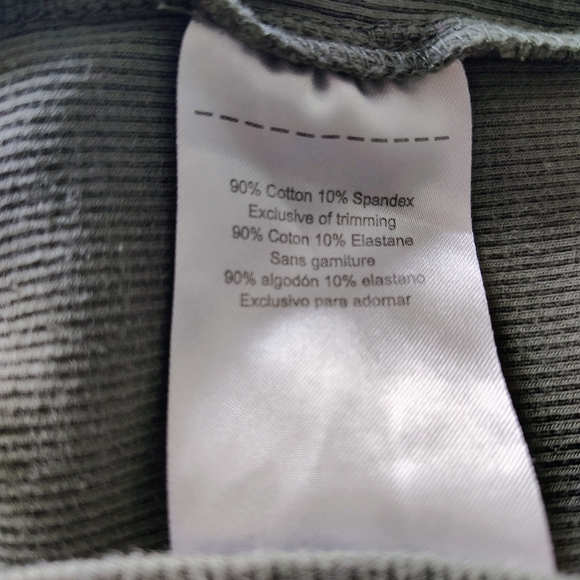 90% Cotton 10% Spandex
Exclusive of trimming
90% Coton 10% Elastane
Sans garniture
90% algodón 10% elastano
Exclusivo para adornar